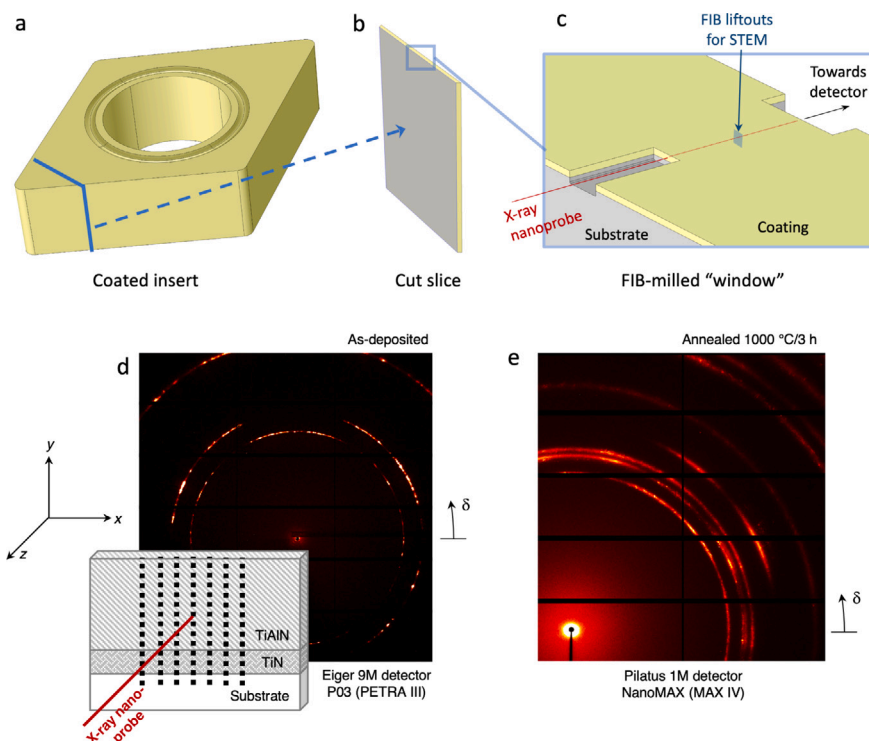 a
b
c
FIB liftouts
for STEM
Towards
detector
X-ray
nanoprobe
Substrate
Coating
Coated insert
Cut slice
FIB-milled “window”
As-deposited
d
Annealed 1000 °C/3 h
e
y
x
z
δ
δ
TiAlN
TiN
Substrate
X-ray nano-
probe
Eiger 9M detector
P03 (PETRA III)
Pilatus 1M detector
NanoMAX (MAX IV)